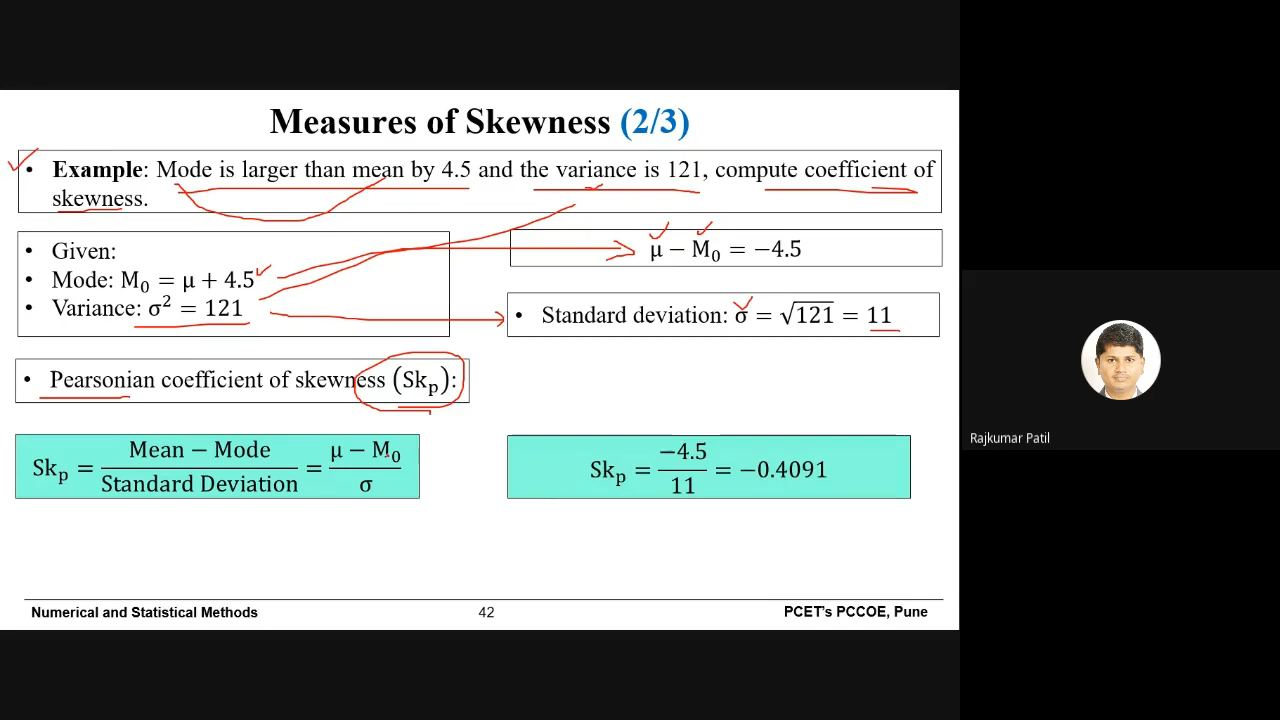 Measures of Skewness (2/3)
• Example: Mode is larger than mean by 4.5 and the variance is 121, compute coefficient of
skewness.
• Given:
• Mode: M₀ = μ + 4.5
• Variance: σ² = 121
μ − M₀ = −4.5
• Standard deviation: σ = √121 = 11
• Pearsonian coefficient of skewness (Skₚ):
Skₚ = (Mean − Mode)/(Standard Deviation) = (μ − M₀)/σ
Skₚ = −4.5/11 = −0.4091
Rajkumar Patil
Numerical and Statistical Methods
42
PCET's PCCOE, Pune